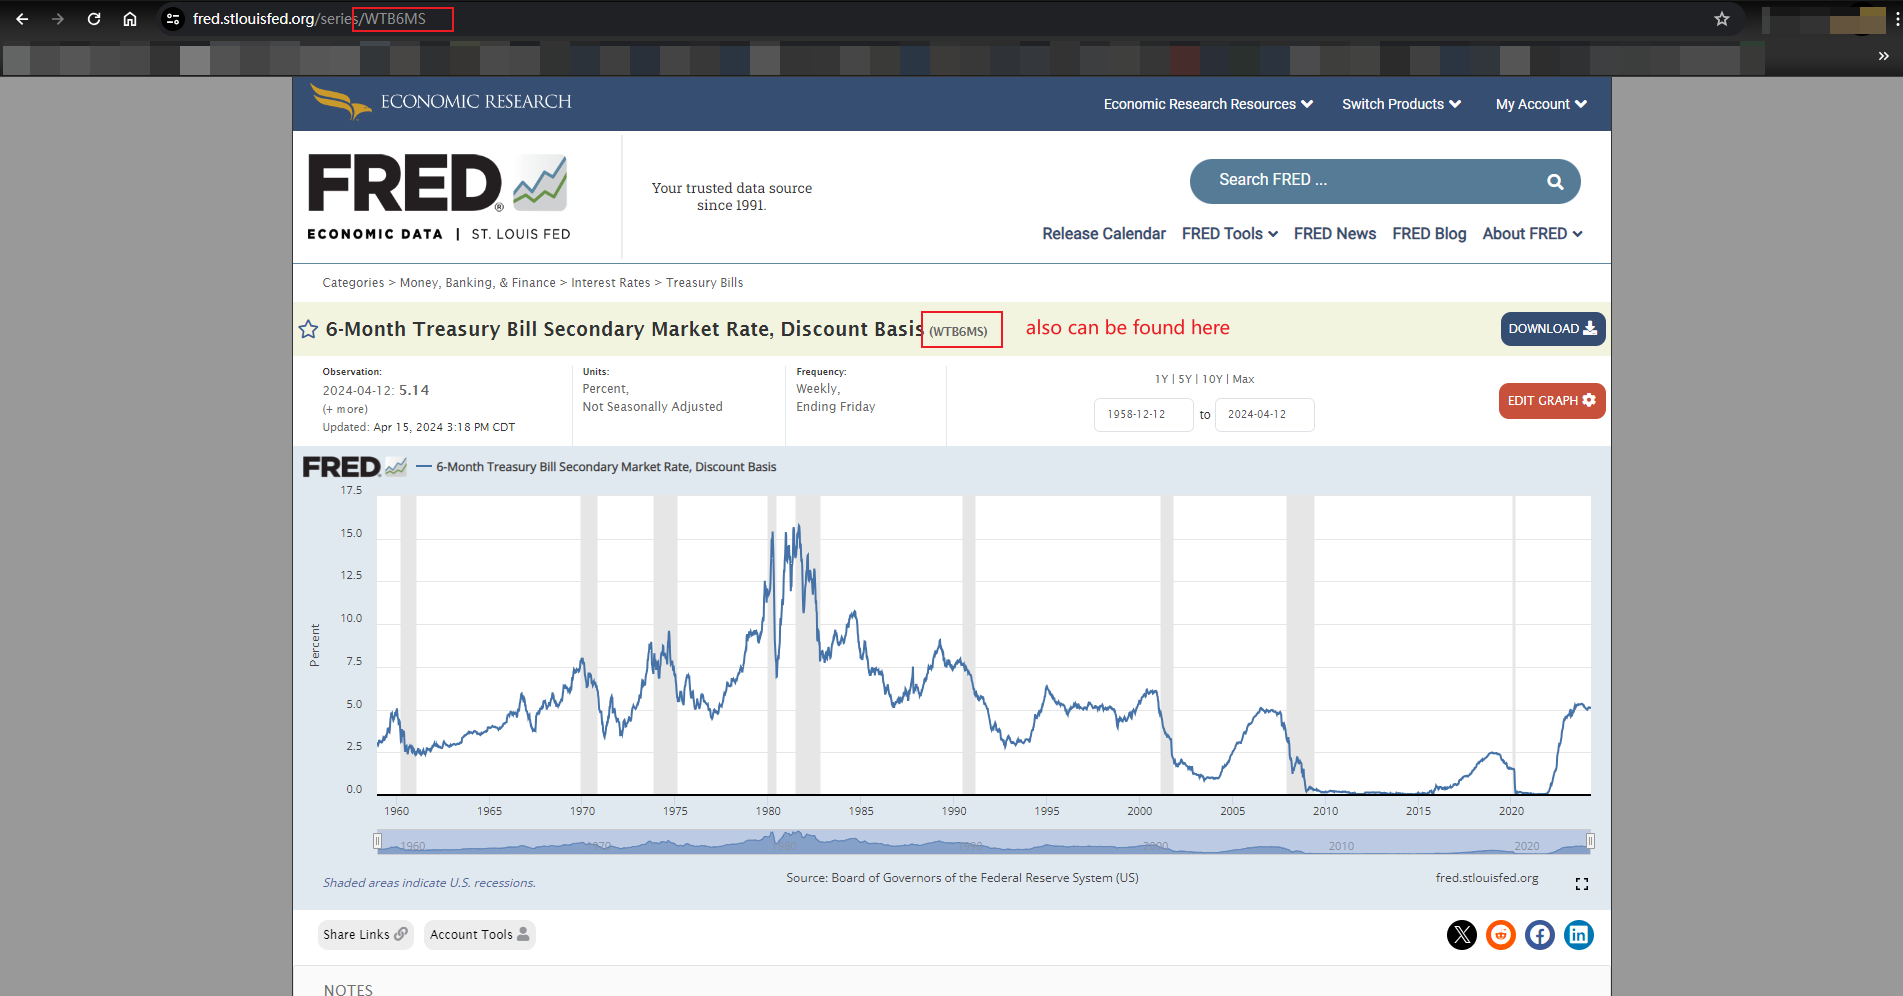 fred.stlouisfed.org/series/WTB6MS
ECONOMIC RESEARCH
Economic Research Resources
Switch Products
My Account
FRED®
ECONOMIC DATA | ST. LOUIS FED
Your trusted data source
since 1991.
Search FRED ...
Release Calendar
FRED Tools
FRED News
FRED Blog
About FRED
Categories > Money, Banking, & Finance > Interest Rates > Treasury Bills
6-Month Treasury Bill Secondary Market Rate, Discount Basis (WTB6MS)
also can be found here
DOWNLOAD
Observation:
2024-04-12: 5.14
(+ more)
Updated: Apr 15, 2024 3:18 PM CDT
Units:
Percent,
Not Seasonally Adjusted
Frequency:
Weekly,
Ending Friday
1Y | 5Y | 10Y | Max
1958-12-12 to 2024-04-12
EDIT GRAPH
FRED
6-Month Treasury Bill Secondary Market Rate, Discount Basis
17.5
15.0
12.5
10.0
7.5
5.0
2.5
0.0
Percent
1960 1965 1970 1975 1980 1985 1990 1995 2000 2005 2010 2015 2020
1960 1970 1980 1990 2000 2010 2020
Shaded areas indicate U.S. recessions.
Source: Board of Governors of the Federal Reserve System (US)
fred.stlouisfed.org
Share Links
Account Tools
NOTES